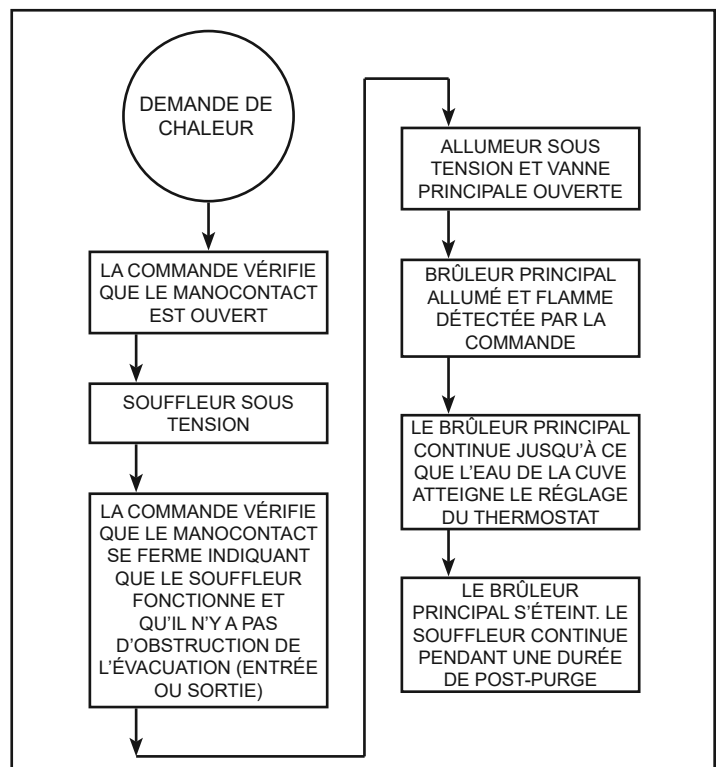 DEMANDE DE
CHALEUR
LA COMMANDE VÉRIFIE
QUE LE MANOCONTACT
EST OUVERT
SOUFFLEUR SOUS
TENSION
LA COMMANDE VÉRIFIE
QUE LE MANOCONTACT
SE FERME INDIQUANT
QUE LE SOUFFLEUR
FONCTIONNE ET
QU’IL N’Y A PAS
D’OBSTRUCTION DE
L’ÉVACUATION (ENTRÉE
OU SORTIE)
ALLUMEUR SOUS
TENSION ET VANNE
PRINCIPALE OUVERTE
BRÛLEUR PRINCIPAL
ALLUMÉ ET FLAMME
DÉTECTÉE PAR LA
COMMANDE
LE BRÛLEUR PRINCIPAL
CONTINUE JUSQU’À CE
QUE L’EAU DE LA CUVE
ATTEIGNE LE RÉGLAGE
DU THERMOSTAT
LE BRÛLEUR
PRINCIPAL S’ÉTEINT. LE
SOUFFLEUR CONTINUE
PENDANT UNE DURÉE
DE POST-PURGE